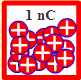 1 nC
+ + + + + + + + + + + +